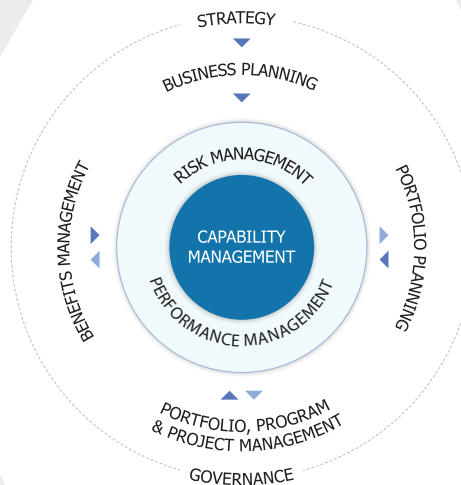 STRATEGY
BUSINESS PLANNING
RISK MANAGEMENT
CAPABILITY
MANAGEMENT
PERFORMANCE MANAGEMENT
BENEFITS MANAGEMENT
PORTFOLIO PLANNING
PORTFOLIO, PROGRAM
& PROJECT MANAGEMENT
GOVERNANCE